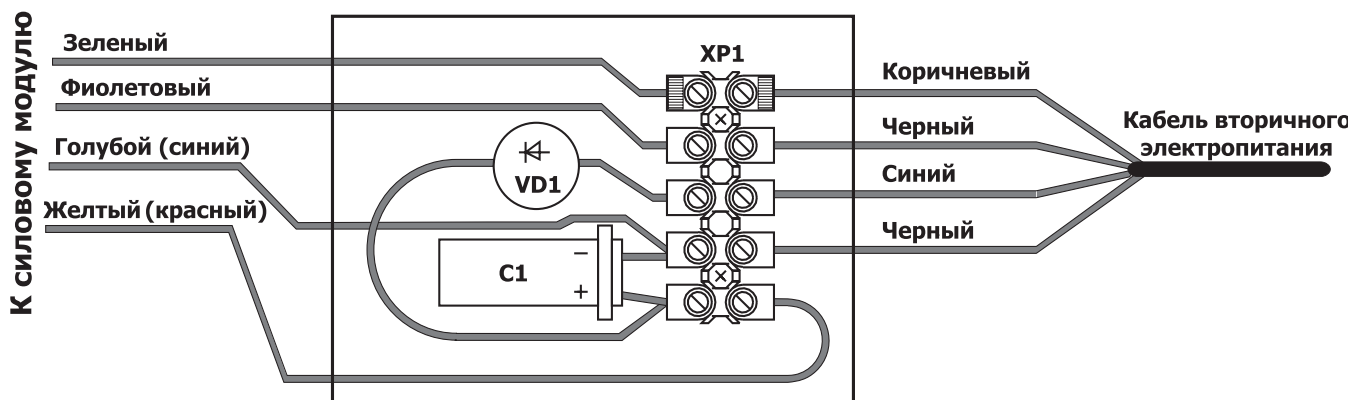 К силовому модулю
Зеленый
Фиолетовый
Голубой (синий)
Желтый (красный)
XP1
VD1
C1
−
+
Коричневый
Черный
Синий
Черный
Кабель вторичного
электропитания